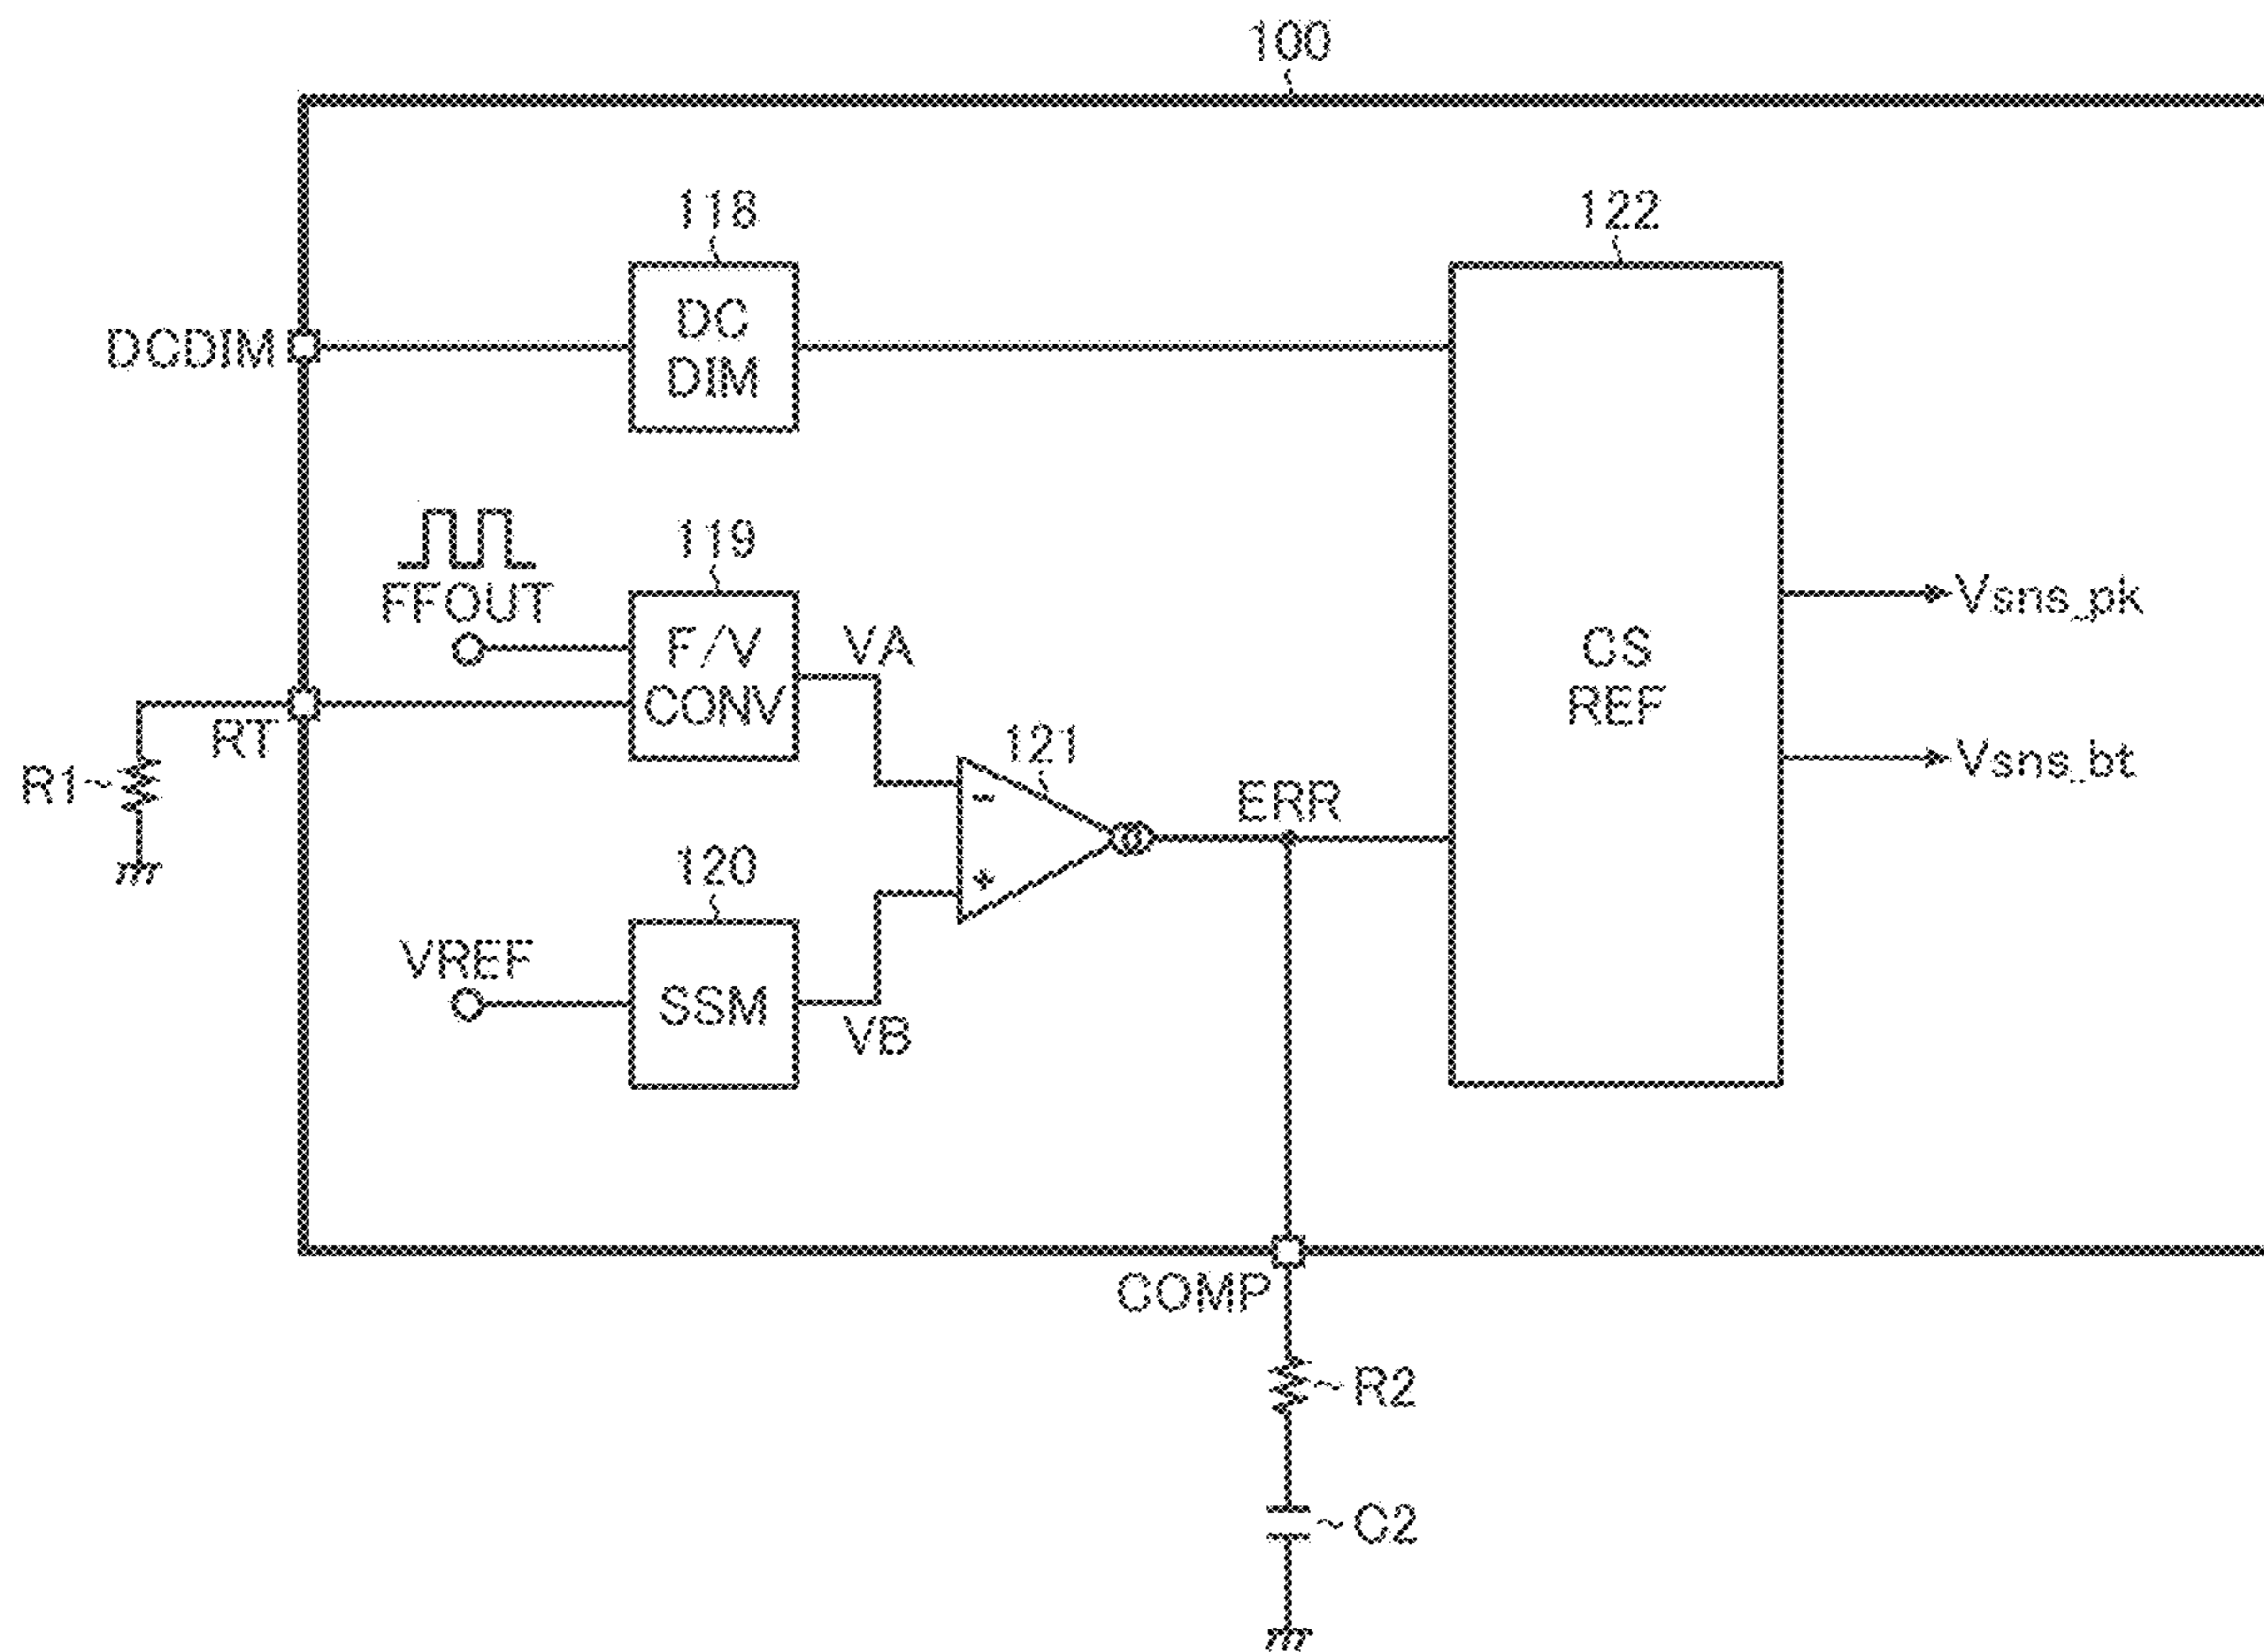 100
118
122
DC
DIM
DCDIM
119
FFOUT
F/V
CONV
VA
Vsns_pk
CS
REF
RT
R1
121
Vsns_bt
-
ERR
120
+
VREF
SSM
VB
COMP
R2
C2